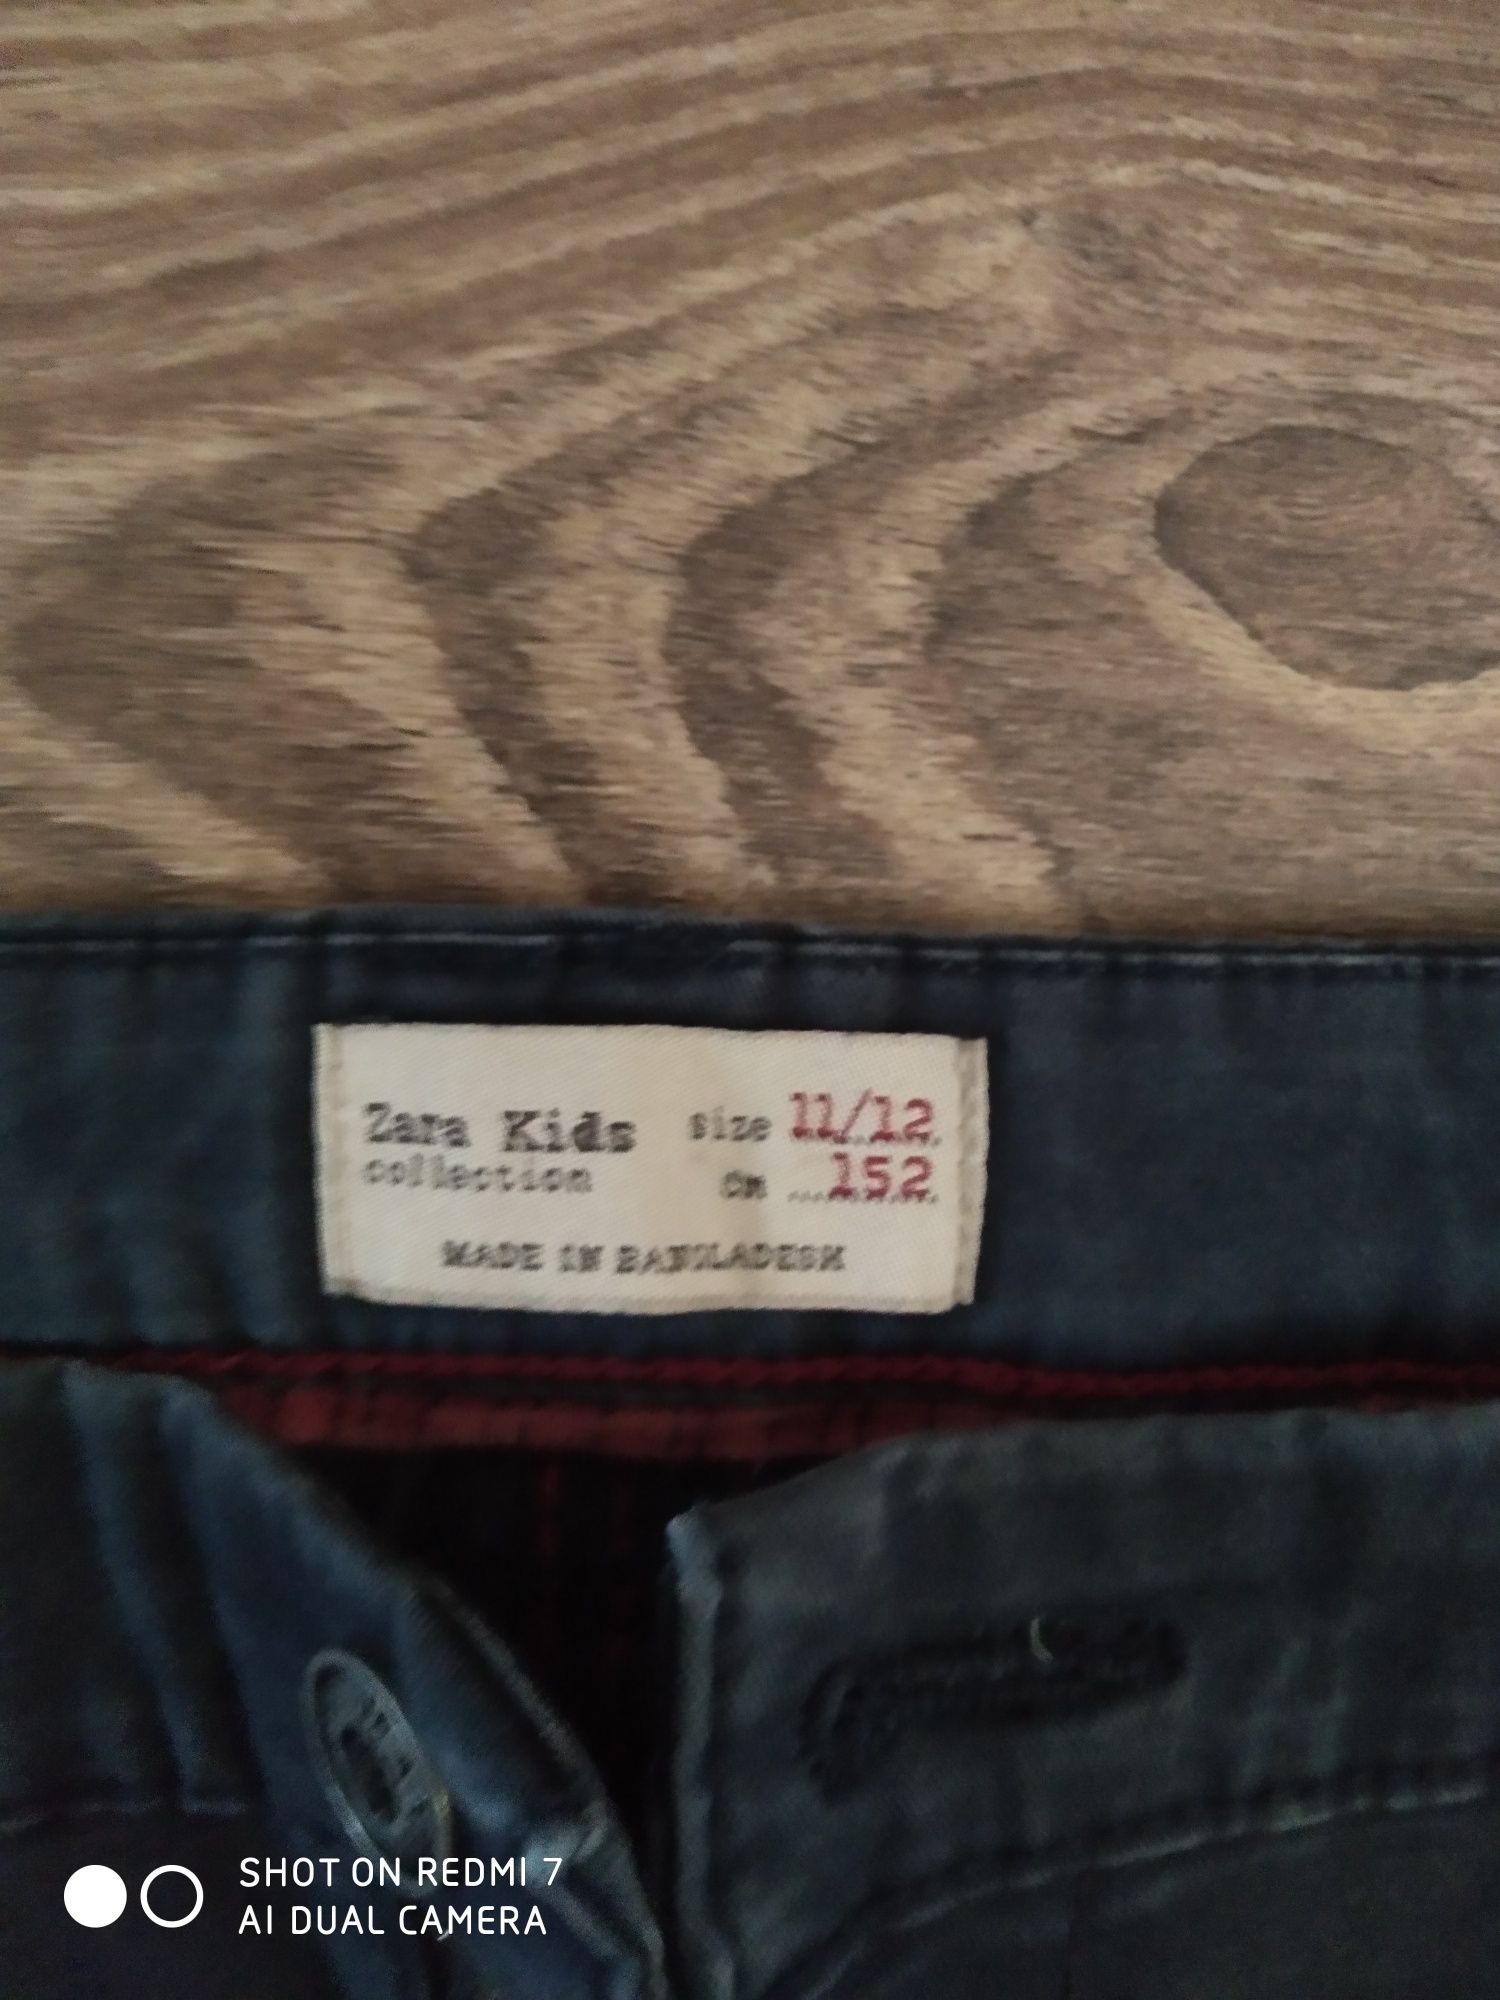 Zara Kids size 11/12
collection cm 152
MADE IN BANGLADESH
SHOT ON REDMI 7
AI DUAL CAMERA